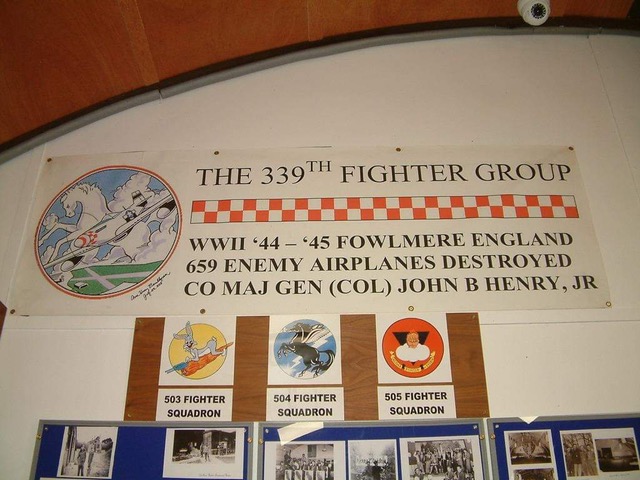 THE 339TH FIGHTER GROUP
WWII ‘44 – ‘45 FOWLMERE ENGLAND
659 ENEMY AIRPLANES DESTROYED
CO MAJ GEN (COL) JOHN B HENRY, JR
503 FIGHTER
SQUADRON
504 FIGHTER
SQUADRON
505 FIGHTER
SQUADRON